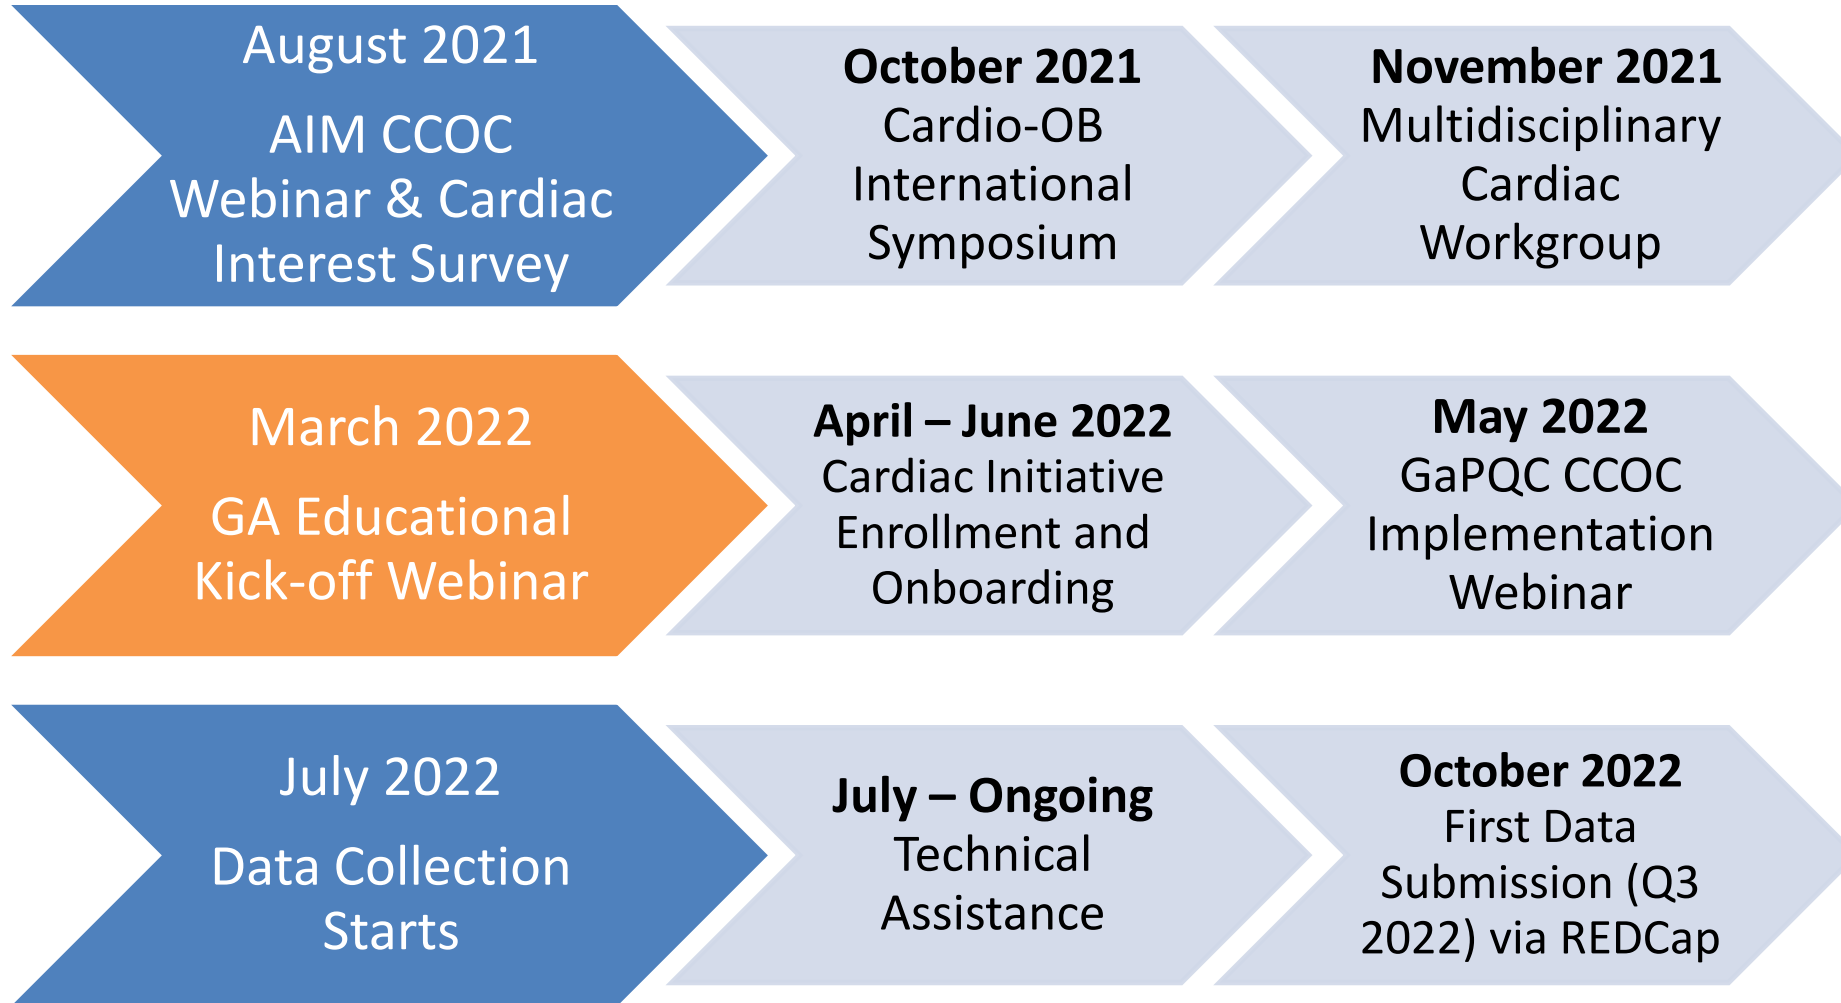 August 2021
AIM CCOC
Webinar & Cardiac
Interest Survey
October 2021
Cardio-OB
International
Symposium
November 2021
Multidisciplinary
Cardiac
Workgroup
March 2022
GA Educational
Kick-off Webinar
April – June 2022
Cardiac Initiative
Enrollment and
Onboarding
May 2022
GaPQC CCOC
Implementation
Webinar
July 2022
Data Collection
Starts
July – Ongoing
Technical
Assistance
October 2022
First Data
Submission (Q3
2022) via REDCap